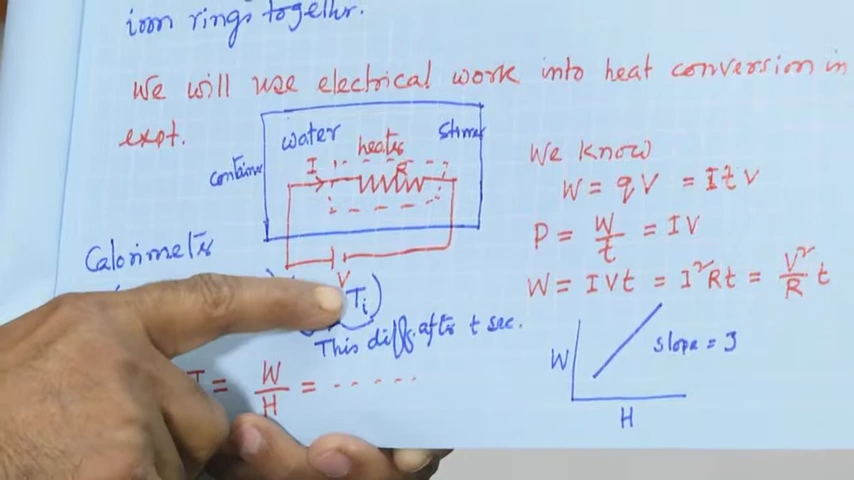 iron rings togethr.
We will use electrical work into heat conversion in
expt.
water
heater
Stirrer
container
I
R
V
Calorimeter
We know
W = qV = ItV
P = W/t = IV
W = IVt = I²Rt = V²/R t
Ti
This diff. after t sec.
= W/H = - - - - - -
W
slope = J
H